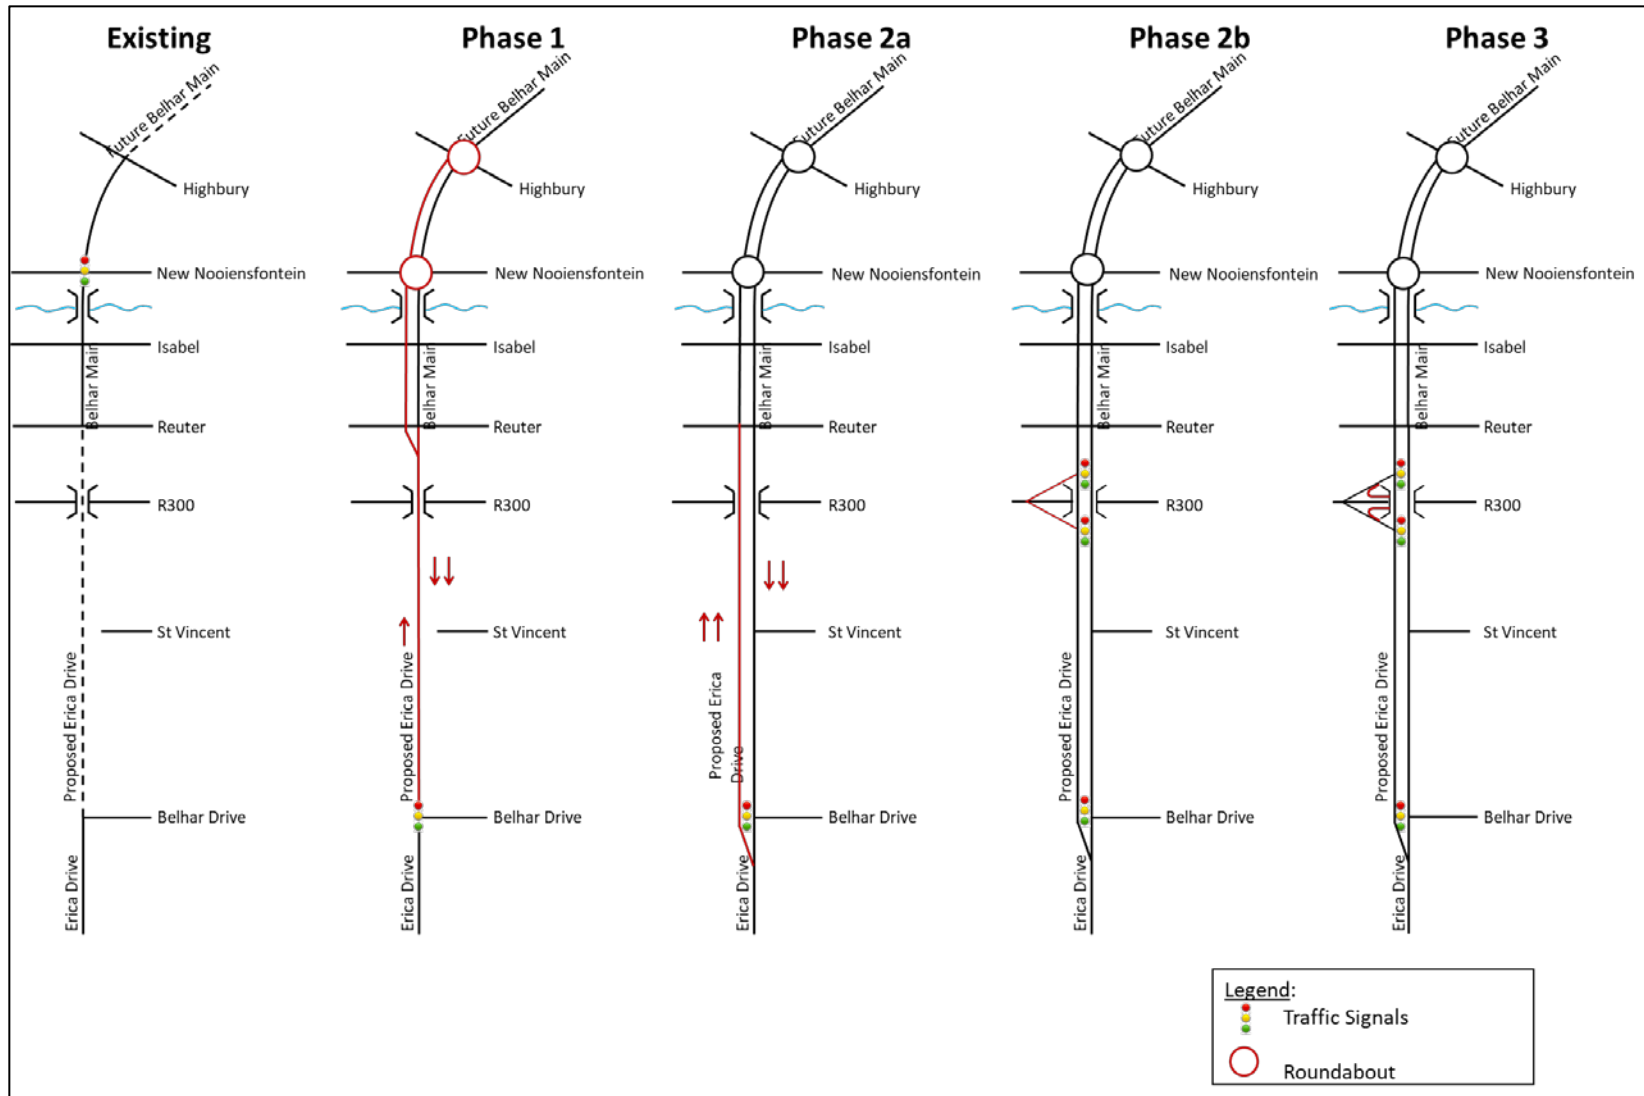 Existing
Phase 1
Phase 2a
Phase 2b
Phase 3
Future Belhar Main
Highbury
New Nooiensfontein
Isabel
Belhar Main
Reuter
R300
St Vincent
Proposed Erica Drive
Belhar Drive
Erica Drive
Future Belhar Main
Highbury
New Nooiensfontein
Isabel
Belhar Main
Reuter
R300
St Vincent
Proposed Erica Drive
Belhar Drive
Erica Drive
Future Belhar Main
Highbury
New Nooiensfontein
Isabel
Belhar Main
Reuter
R300
St Vincent
Proposed Erica
Drive
Belhar Drive
Erica Drive
Future Belhar Main
Highbury
New Nooiensfontein
Isabel
Belhar Main
Reuter
R300
St Vincent
Proposed Erica Drive
Belhar Drive
Erica Drive
Future Belhar Main
Highbury
New Nooiensfontein
Isabel
Belhar Main
Reuter
R300
St Vincent
Proposed Erica Drive
Belhar Drive
Erica Drive
Legend:
Traffic Signals
Roundabout